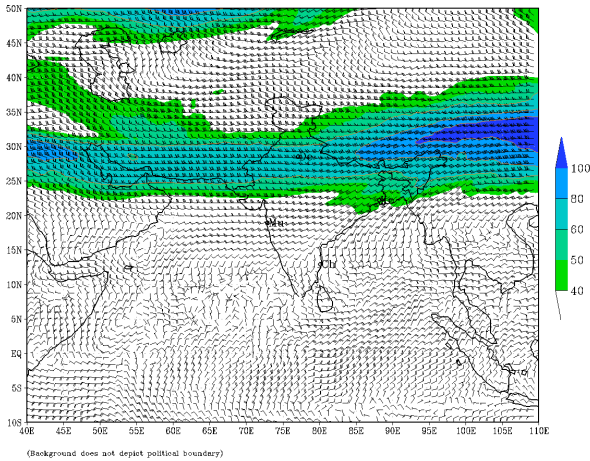 50N
45N
40N
35N
30N
25N
20N
15N
10N
5N
EQ
5S
10S
Mu
Ch
100
80
60
50
40
40E 45E 50E 55E 60E 65E 70E 75E 80E 85E 90E 95E 100E 105E 110E
(Background does not depict political boundary)